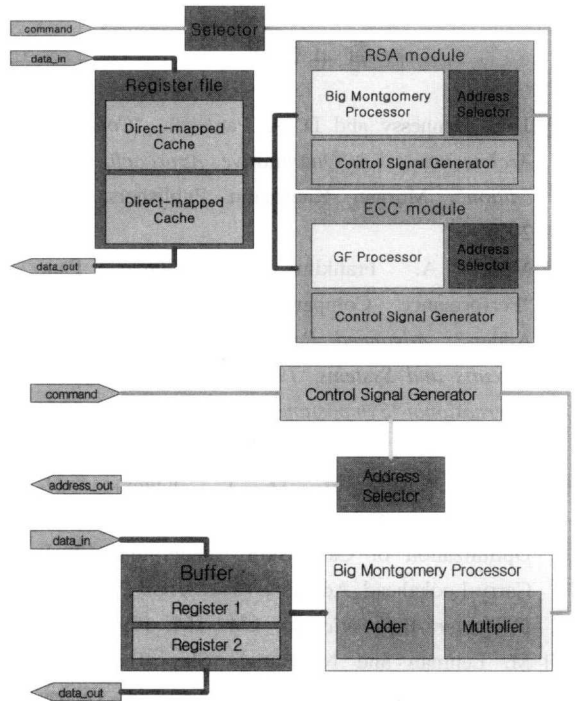 command
Selector
data_in
Register file
Direct-mapped
Cache
Direct-mapped
Cache
data_out
RSA module
Big Montgomery
Processor
Address
Selector
Control Signal Generator
ECC module
GF Processor
Address
Selector
Control Signal Generator
command
Control Signal Generator
address_out
Address
Selector
data_in
Buffer
Register 1
Register 2
data_out
Big Montgomery Processor
Adder
Multiplier